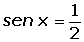 sen x = 1/2